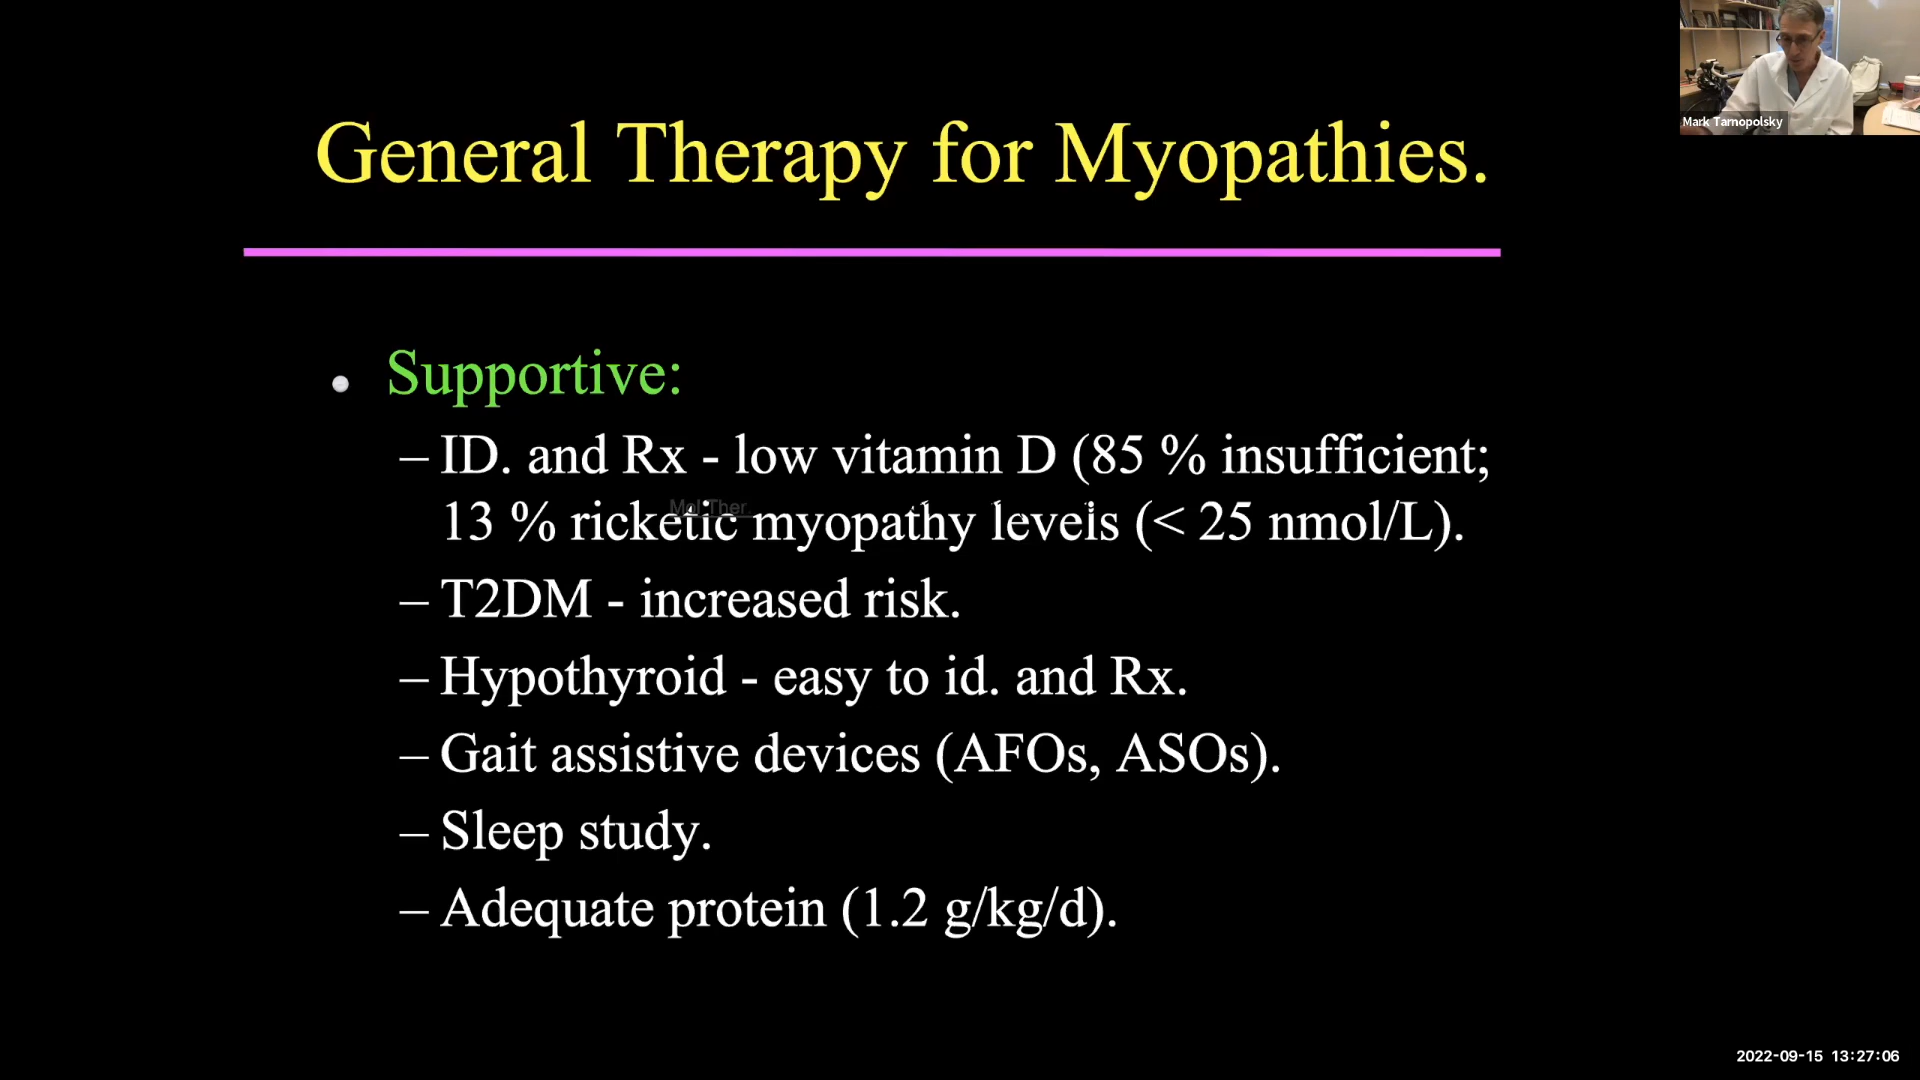 General Therapy for Myopathies.
Mark Tarnopolsky
• Supportive:
– ID. and Rx - low vitamin D (85 % insufficient;
13 % ricketic myopathy levels (< 25 nmol/L).
Mol Ther
– T2DM - increased risk.
– Hypothyroid - easy to id. and Rx.
– Gait assistive devices (AFOs, ASOs).
– Sleep study.
– Adequate protein (1.2 g/kg/d).
2022-09-15 13:27:06